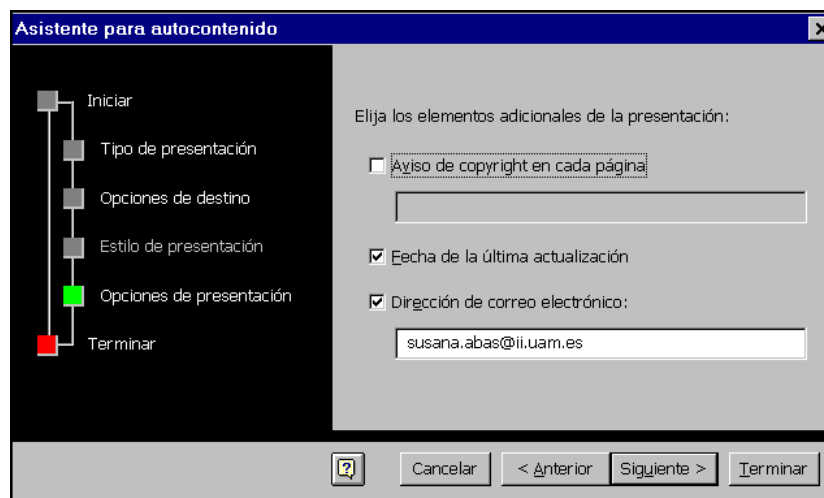 Asistente para autocontenido
Iniciar
Tipo de presentación
Opciones de destino
Estilo de presentación
Opciones de presentación
Terminar
Elija los elementos adicionales de la presentación:
Aviso de copyright en cada página
Fecha de la última actualización
Dirección de correo electrónico:
susana.abas@ii.uam.es
Cancelar
< Anterior
Siguiente >
Terminar